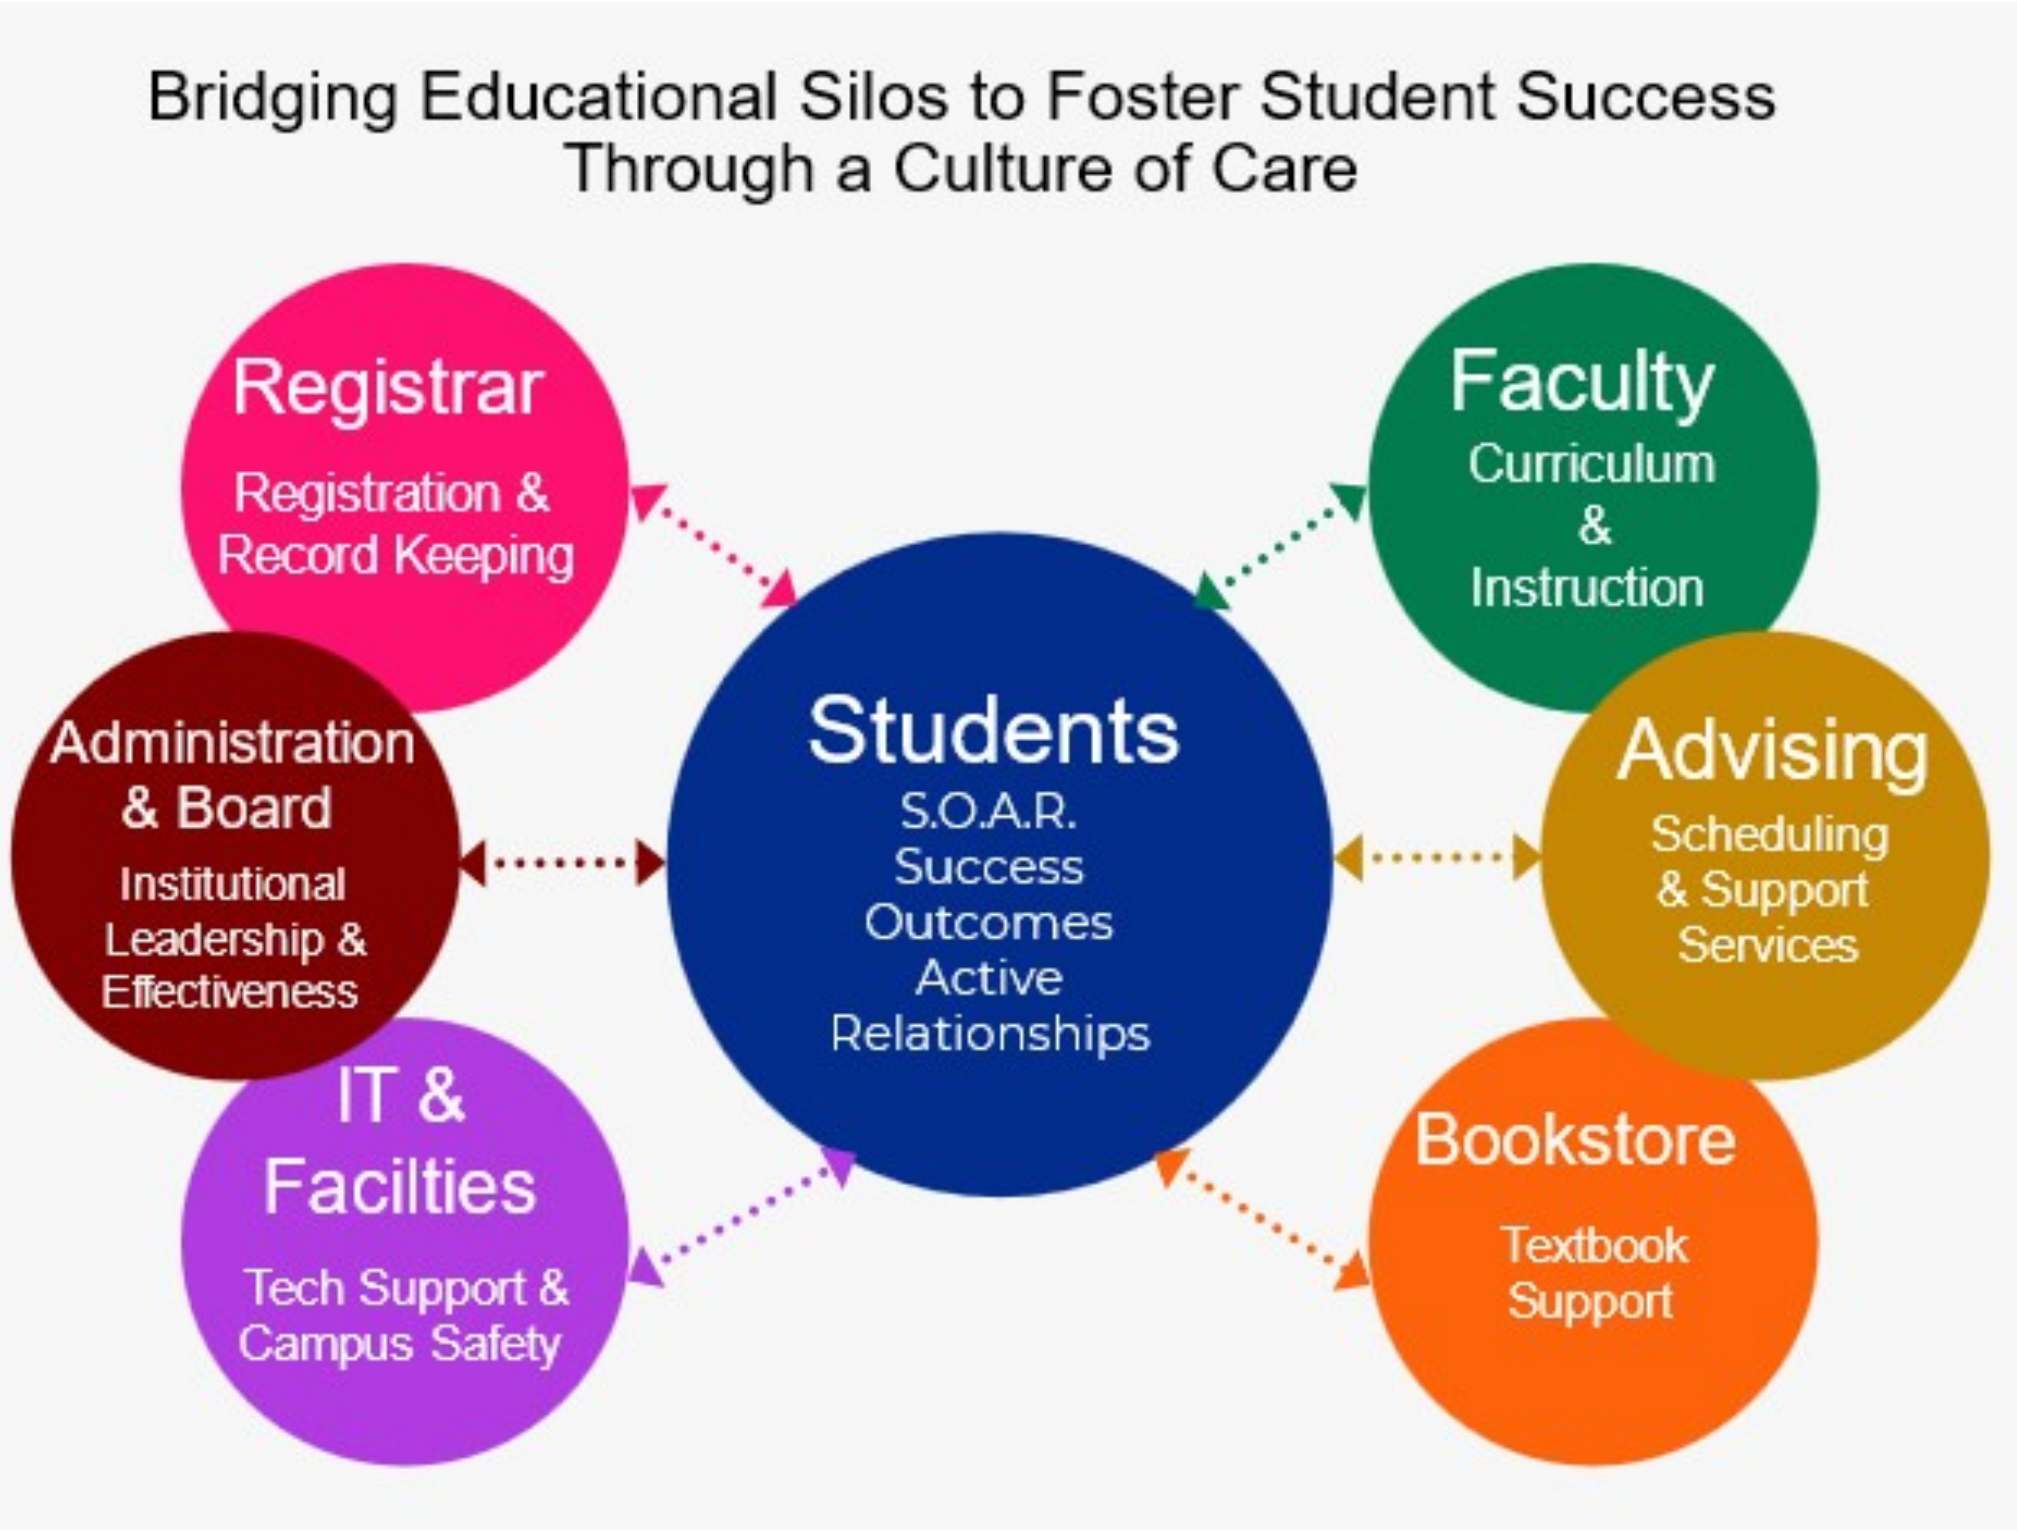 Bridging Educational Silos to Foster Student Success
Through a Culture of Care
Registrar
Registration &
Record Keeping
Faculty
Curriculum
&
Instruction
Administration
& Board
Institutional
Leadership &
Effectiveness
Students
S.O.A.R.
Success
Outcomes
Active
Relationships
Advising
Scheduling
& Support
Services
IT &
Facilties
Tech Support &
Campus Safety
Bookstore
Textbook
Support